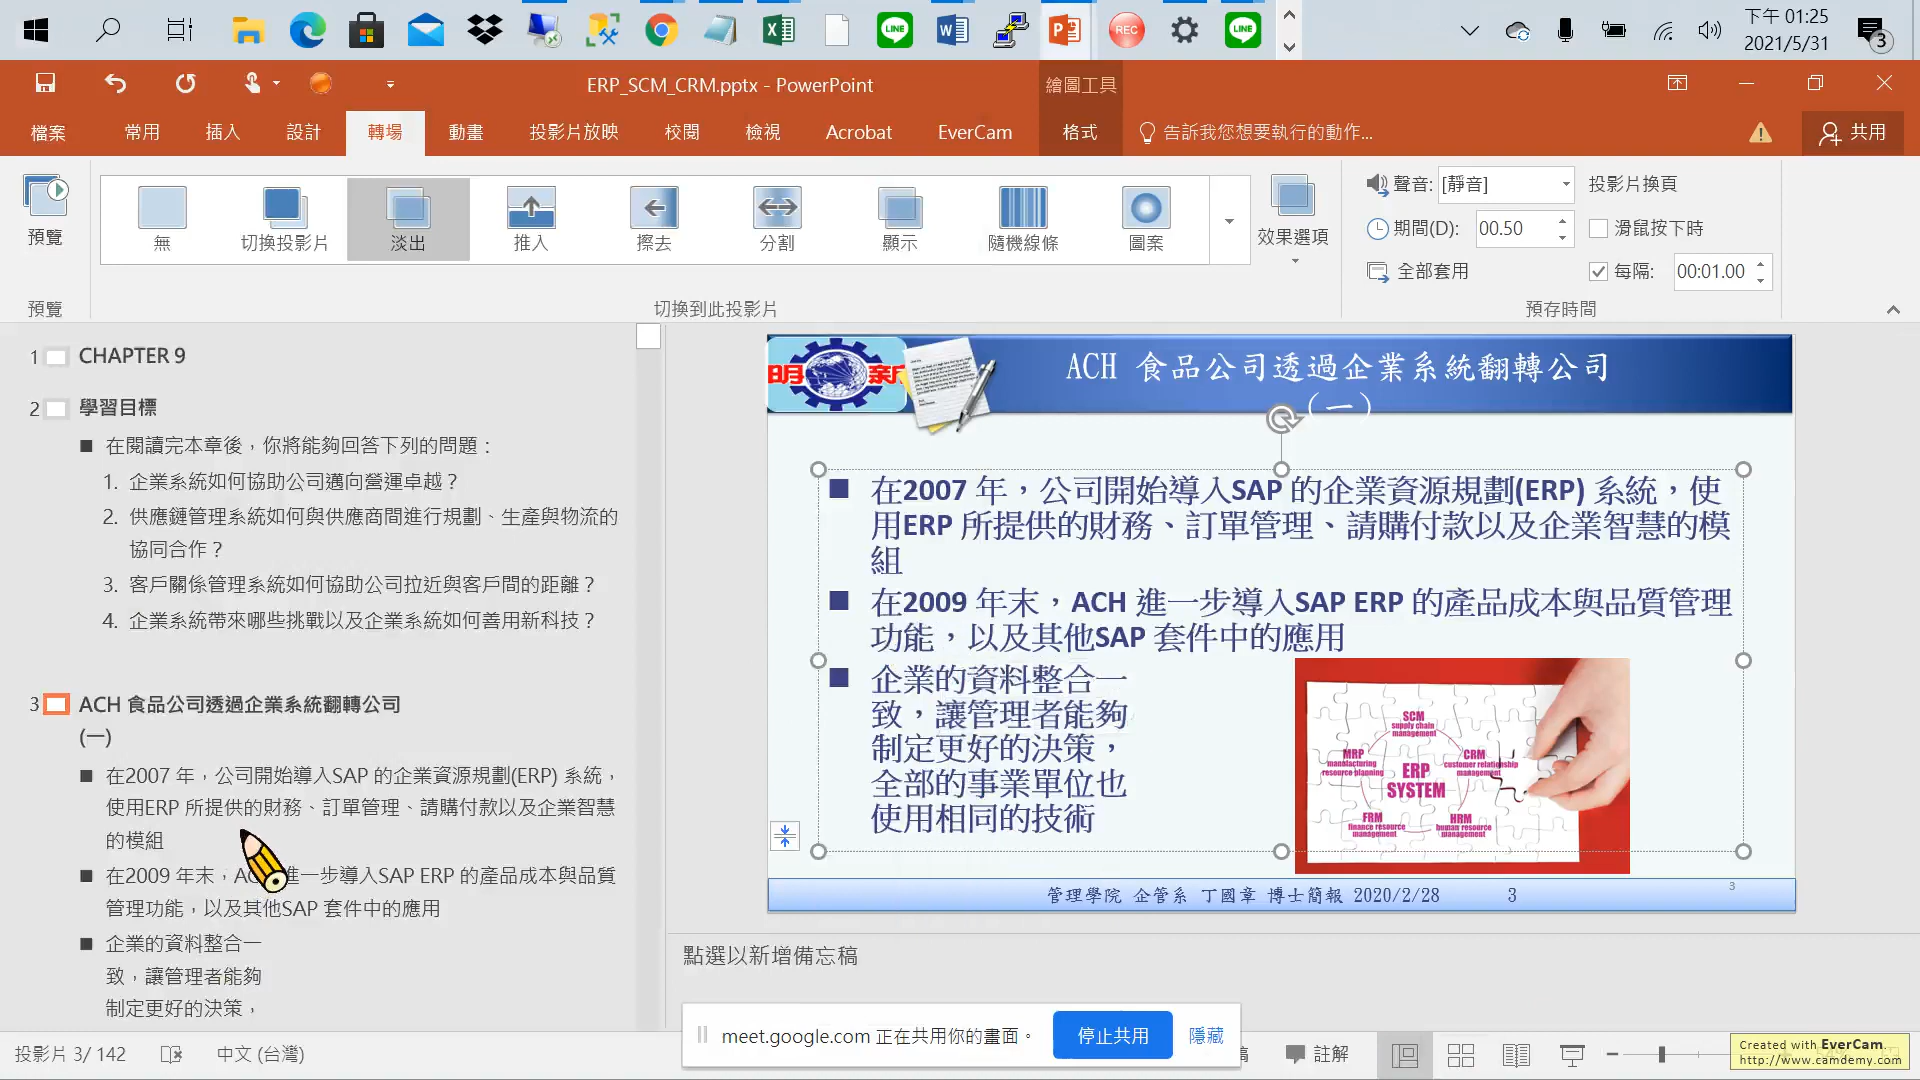 下午 01:25
2021/5/31
3
ERP_SCM_CRM.pptx - PowerPoint
繪圖工具
檔案
常用
插入
設計
轉場
動畫
投影片放映
校閱
檢視
Acrobat
EverCam
格式
告訴我您想要執行的動作...
共用
預覽
無
切換投影片
淡出
推入
擦去
分割
顯示
隨機線條
圖案
效果選項
聲音:
[靜音]
期間(D):
00.50
全部套用
投影片換頁
滑鼠按下時
每隔:
00:01.00
預覽
切換到此投影片
預存時間
1 CHAPTER 9
2 學習目標
在閱讀完本章後，你將能夠回答下列的問題：
1. 企業系統如何協助公司邁向營運卓越？
2. 供應鏈管理系統如何與供應商間進行規劃、生產與物流的
協同合作？
3. 客戶關係管理系統如何協助公司拉近與客戶間的距離？
4. 企業系統帶來哪些挑戰以及企業系統如何善用新科技？
3 ACH 食品公司透過企業系統翻轉公司
(一)
在2007 年，公司開始導入SAP 的企業資源規劃(ERP) 系統，
使用ERP 所提供的財務、訂單管理、請購付款以及企業智慧
的模組
在2009 年末，AC 進一步導入SAP ERP 的產品成本與品質
管理功能，以及其他SAP 套件中的應用
企業的資料整合一
致，讓管理者能夠
制定更好的決策，
明新
ACH 食品公司透過企業系統翻轉公司
(一)
在2007 年，公司開始導入SAP 的企業資源規劃(ERP) 系統，使
用ERP 所提供的財務、訂單管理、請購付款以及企業智慧的模
組
在2009 年末，ACH 進一步導入SAP ERP 的產品成本與品質管理
功能，以及其他SAP 套件中的應用
企業的資料整合一
致，讓管理者能夠
制定更好的決策，
全部的事業單位也
使用相同的技術
SCM
supply chain
management
MRP
manufacturing
resource planning
CRM
customer relationship
management
ERP
SYSTEM
FRM
finance resource
management
HRM
human resource
management
管理學院 企管系 丁國章 博士簡報 2020/2/28
3
3
點選以新增備忘稿
meet.google.com 正在共用你的畫面。
停止共用
隱藏
投影片 3/ 142
中文 (台灣)
註解
Created with EverCam.
http://www.camdemy.com
REC
LINE
LINE